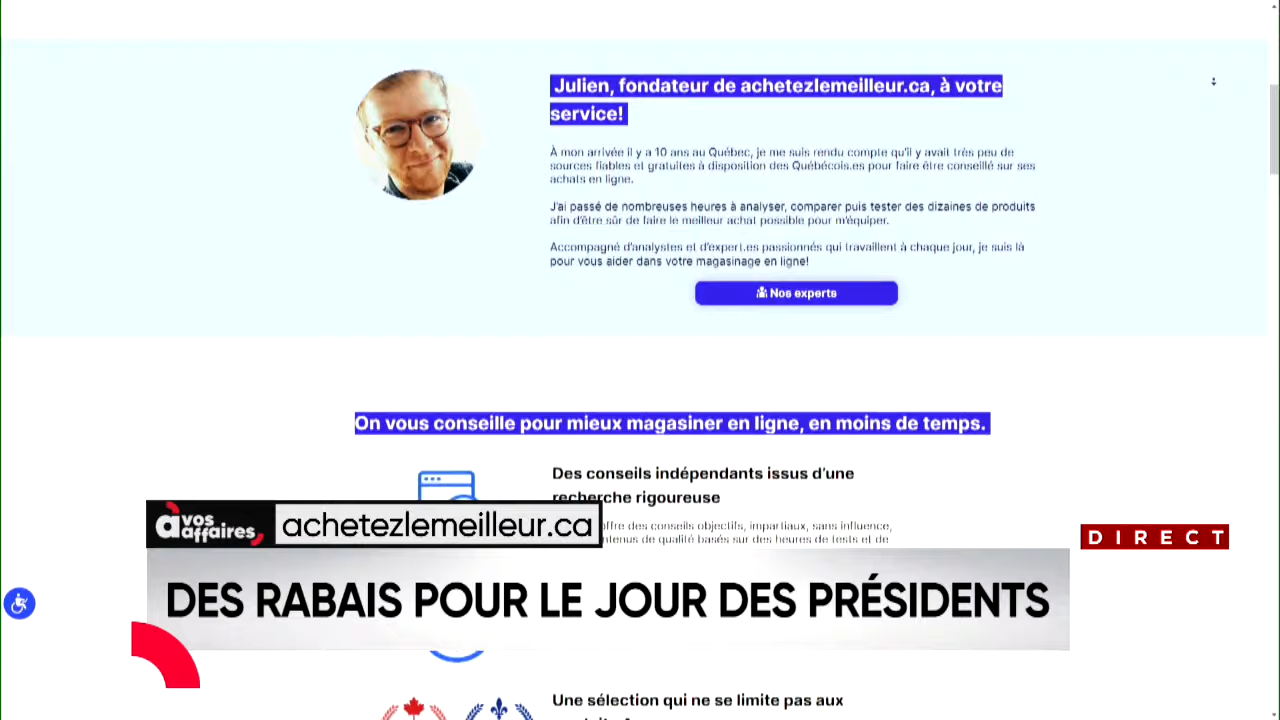 Julien, fondateur de achetezlemeilleur.ca, à votre
service!
À mon arrivée il y a 10 ans au Québec, je me suis rendu compte qu'il y avait très peu de
sources fiables et gratuites à disposition des Québécois.es pour faire être conseillé sur ses
achats en ligne.
J'ai passé de nombreuses heures à analyser, comparer puis tester des dizaines de produits
afin d'être sûr de faire le meilleur achat possible pour m'équiper.
Accompagné d'analystes et d'expert.es passionnés qui travaillent à chaque jour, je suis là
pour vous aider dans votre magasinage en ligne!
Nos experts
On vous conseille pour mieux magasiner en ligne, en moins de temps.
Des conseils indépendants issus d'une
recherche rigoureuse
offre des conseils objectifs, impartiaux, sans influence,
de qualité basés sur des heures de tests et de
à vos affaires
achetezlemeilleur.ca
DIRECT
DES RABAIS POUR LE JOUR DES PRÉSIDENTS
Une sélection qui ne se limite pas aux